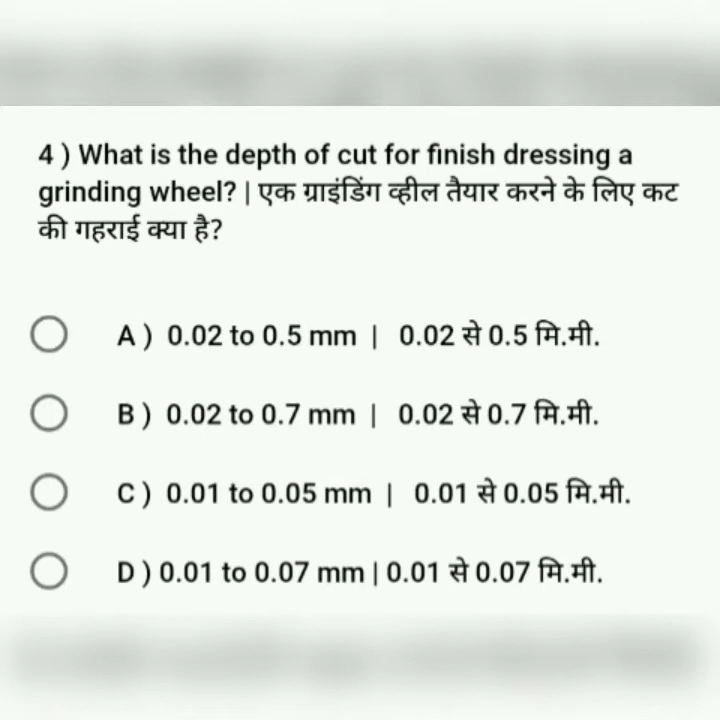 4 ) What is the depth of cut for finish dressing a
grinding wheel? | एक ग्राइंडिंग व्हील तैयार करने के लिए कट
की गहराई क्या है?
A ) 0.02 to 0.5 mm | 0.02 से 0.5 मि.मी.
B ) 0.02 to 0.7 mm | 0.02 से 0.7 मि.मी.
C ) 0.01 to 0.05 mm | 0.01 से 0.05 मि.मी.
D ) 0.01 to 0.07 mm | 0.01 से 0.07 मि.मी.